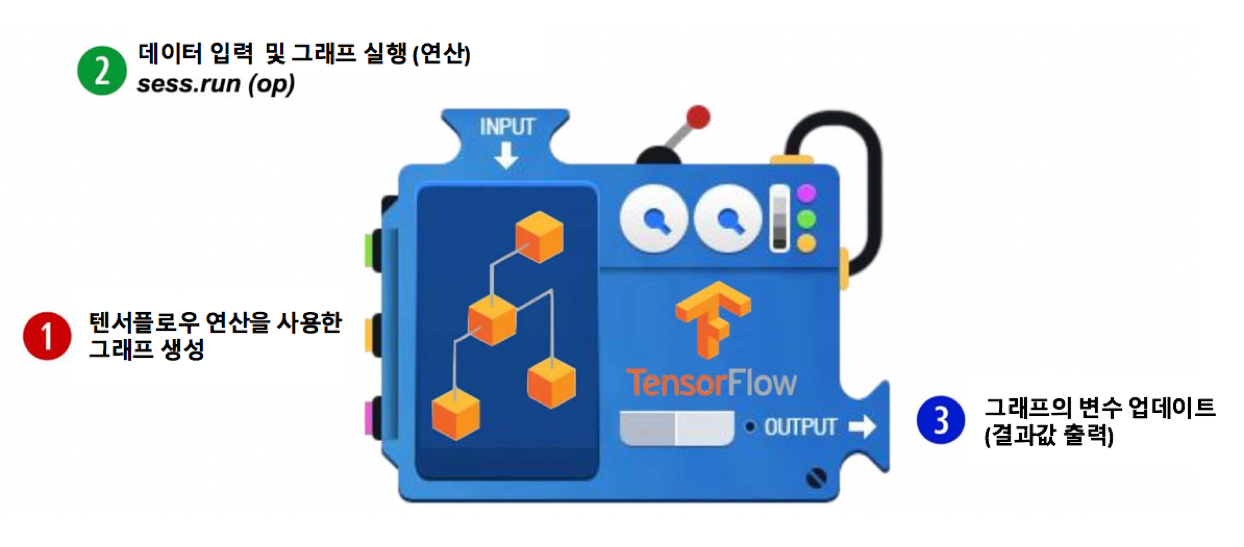 2
데이터 입력 및 그래프 실행 (연산)
sess.run (op)
INPUT
1
텐서플로우 연산을 사용한
그래프 생성
TensorFlow
OUTPUT
3
그래프의 변수 업데이트
(결과값 출력)